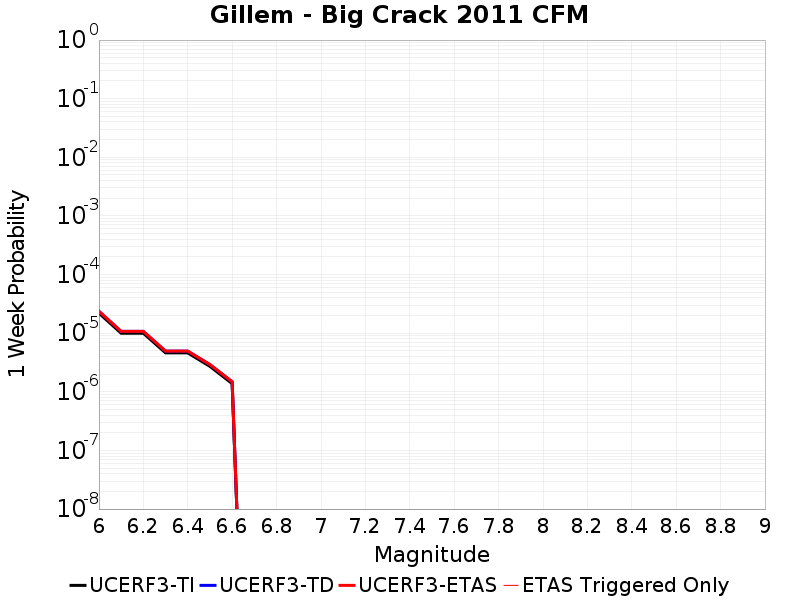 Gillem - Big Crack 2011 CFM
1 Week Probability
10^0
10^-1
10^-2
10^-3
10^-4
10^-5
10^-6
10^-7
10^-8
6 6.2 6.4 6.6 6.8 7 7.2 7.4 7.6 7.8 8 8.2 8.4 8.6 8.8 9
Magnitude
UCERF3-TI UCERF3-TD UCERF3-ETAS ETAS Triggered Only